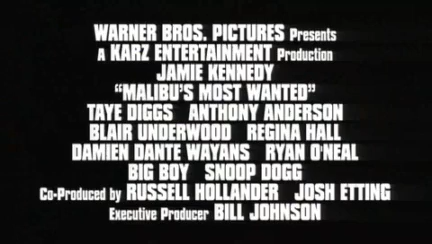 WARNER BROS. PICTURES Presents
A KARZ ENTERTAINMENT Production
JAMIE KENNEDY
“MALIBU'S MOST WANTED”
TAYE DIGGS ANTHONY ANDERSON
BLAIR UNDERWOOD REGINA HALL
DAMIEN DANTE WAYANS RYAN O'NEAL
BIG BOY SNOOP DOGG
Co-Produced by RUSSELL HOLLANDER JOSH ETTING
Executive Producer BILL JOHNSON